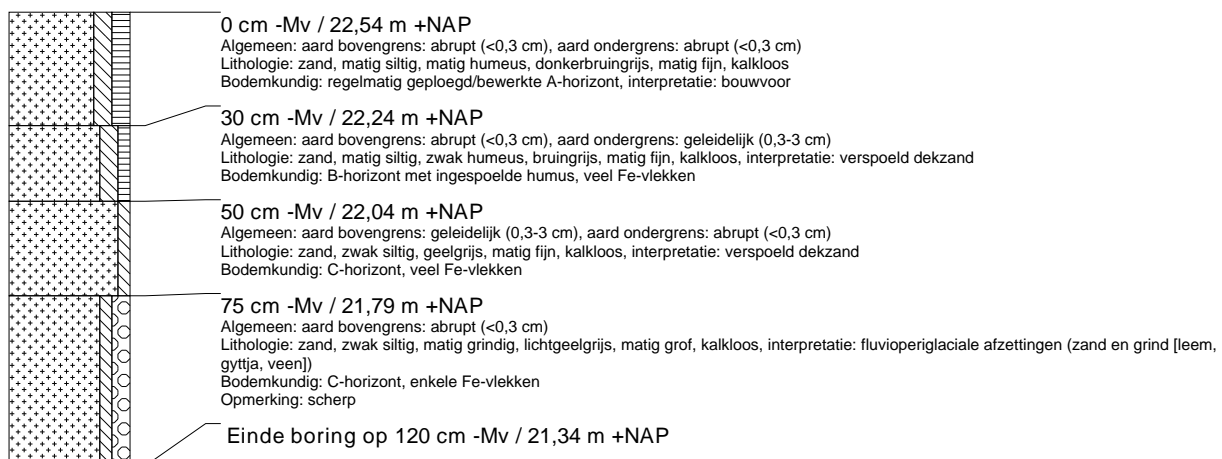 0 cm -Mv / 22,54 m +NAP
Algemeen: aard bovengrens: abrupt (<0,3 cm), aard ondergrens: abrupt (<0,3 cm)
Lithologie: zand, matig siltig, matig humeus, donkerbruingrijs, matig fijn, kalkloos
Bodemkundig: regelmatig geploegd/bewerkte A-horizont, interpretatie: bouwvoor
30 cm -Mv / 22,24 m +NAP
Algemeen: aard bovengrens: abrupt (<0,3 cm), aard ondergrens: geleidelijk (0,3-3 cm)
Lithologie: zand, matig siltig, zwak humeus, bruingrijs, matig fijn, kalkloos, interpretatie: verspoeld dekzand
Bodemkundig: B-horizont met ingespoelde humus, veel Fe-vlekken
50 cm -Mv / 22,04 m +NAP
Algemeen: aard bovengrens: geleidelijk (0,3-3 cm), aard ondergrens: abrupt (<0,3 cm)
Lithologie: zand, zwak siltig, geelgrijs, matig fijn, kalkloos, interpretatie: verspoeld dekzand
Bodemkundig: C-horizont, veel Fe-vlekken
75 cm -Mv / 21,79 m +NAP
Algemeen: aard bovengrens: abrupt (<0,3 cm)
Lithologie: zand, zwak siltig, matig grindig, lichtgeelgrijs, matig grof, kalkloos, interpretatie: fluvioperiglaciale afzettingen (zand en grind [leem,
gyttja, veen])
Bodemkundig: C-horizont, enkele Fe-vlekken
Opmerking: scherp
Einde boring op 120 cm -Mv / 21,34 m +NAP